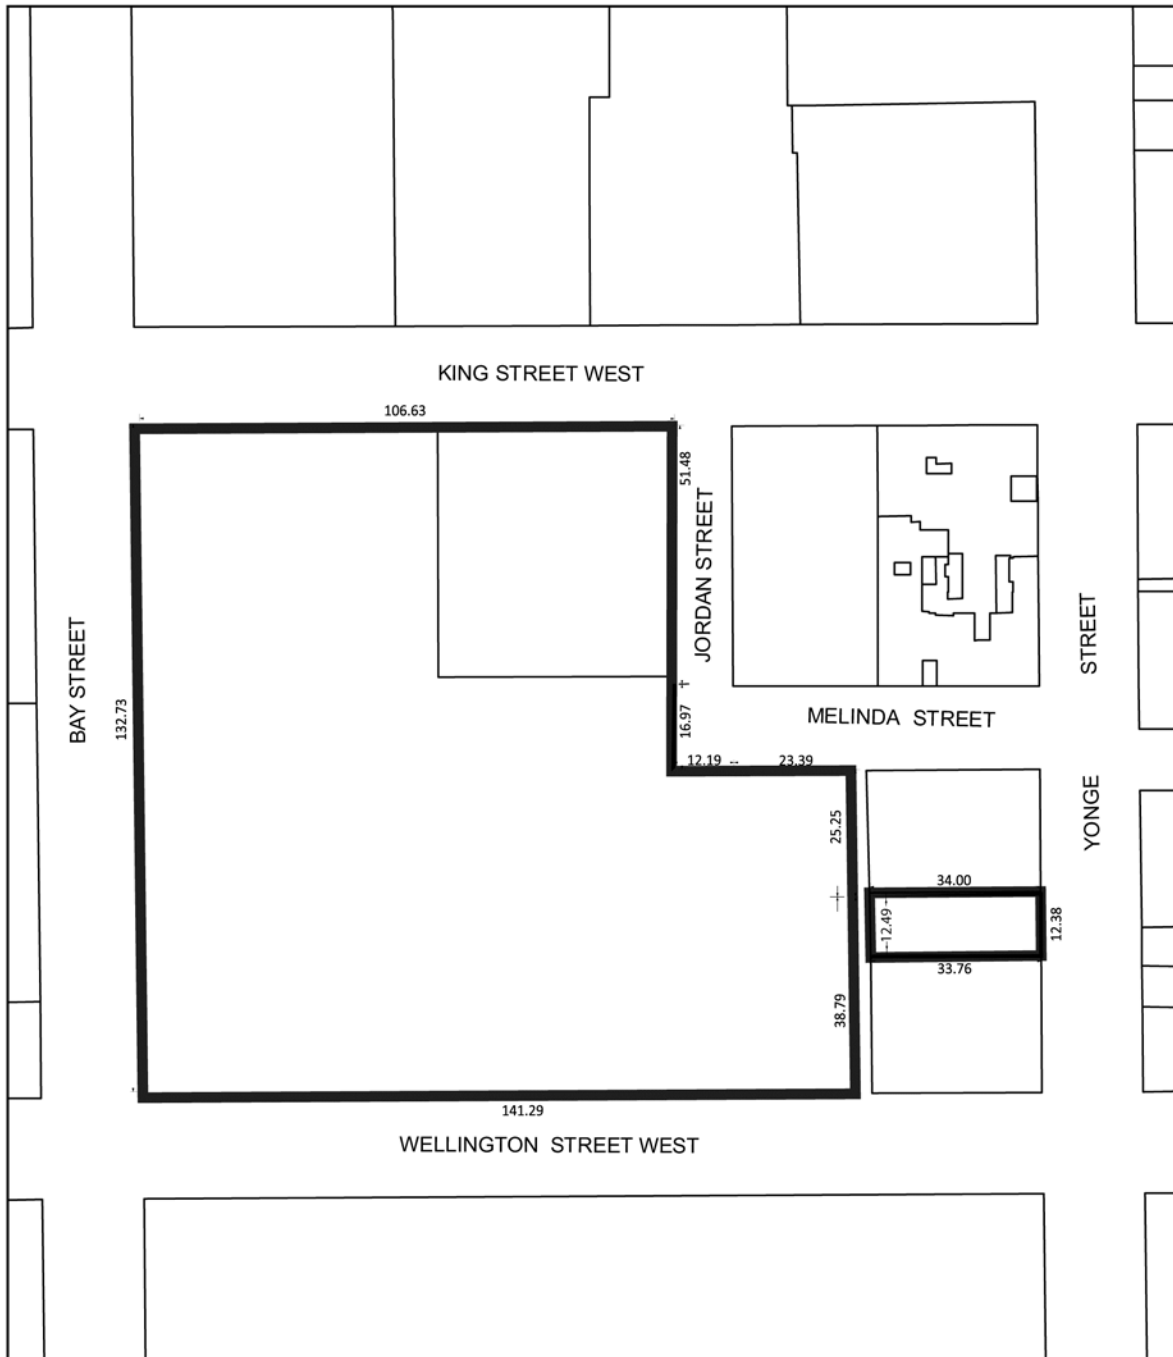 KING STREET WEST
106.63
51.48
JORDAN STREET
BAY STREET
132.73
STREET
16.97
MELINDA STREET
12.19
23.39
25.25
YONGE
34.00
12.49
12.38
33.76
38.79
141.29
WELLINGTON STREET WEST